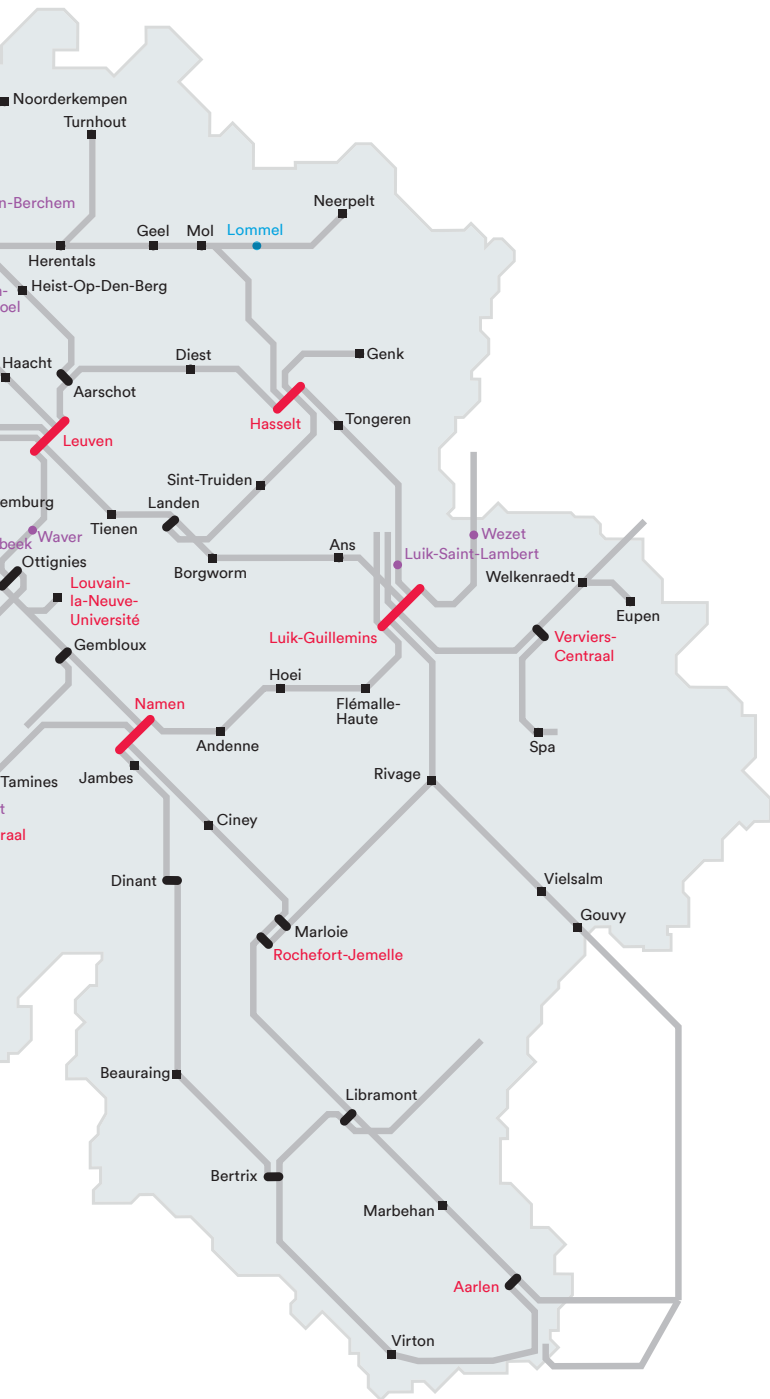 Noorderkempen
Turnhout
n-Berchem
Neerpelt
Geel
Mol
Lommel
Herentals
Heist-Op-Den-Berg
oel
Haacht
Diest
Genk
Aarschot
Hasselt
Tongeren
Leuven
Sint-Truiden
Landen
emburg
Tienen
Wezet
Waver
beek
Ans
Luik-Saint-Lambert
Ottignies
Borgworm
Welkenraedt
Louvain-
la-Neuve-
Université
Eupen
Luik-Guillemins
Verviers-
Centraal
Gembloux
Hoei
Namen
Flémalle-
Haute
Andenne
Spa
Tamines
Jambes
Rivage
t
raal
Ciney
Dinant
Vielsalm
Gouvy
Marloie
Rochefort-Jemelle
Beauraing
Libramont
Bertrix
Marbehan
Aarlen
Virton